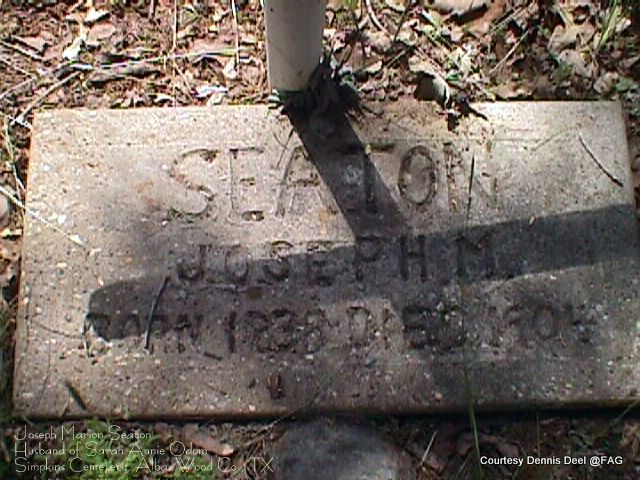 SEATON
JOSEPH M.
BORN 1838 DIED
Joseph Marion Seaton
Husband of Sarah Annie Odom
Simpkins Cemetery, Alba, Wood Co., TX
Courtesy Dennis Deel @FAG